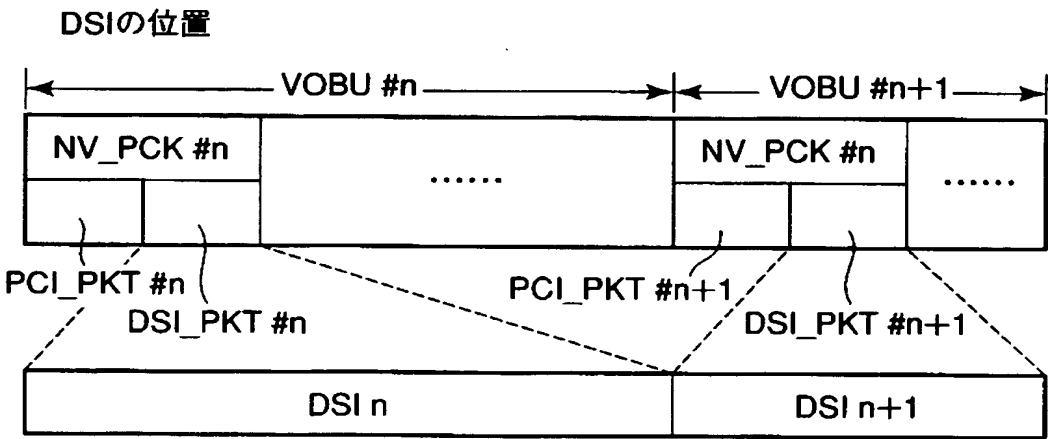 DSIの位置
VOBU #n
VOBU #n+1
NV_PCK #n
......
NV_PCK #n
......
PCI_PKT #n
DSI_PKT #n
PCI_PKT #n+1
DSI_PKT #n+1
DSI n
DSI n+1